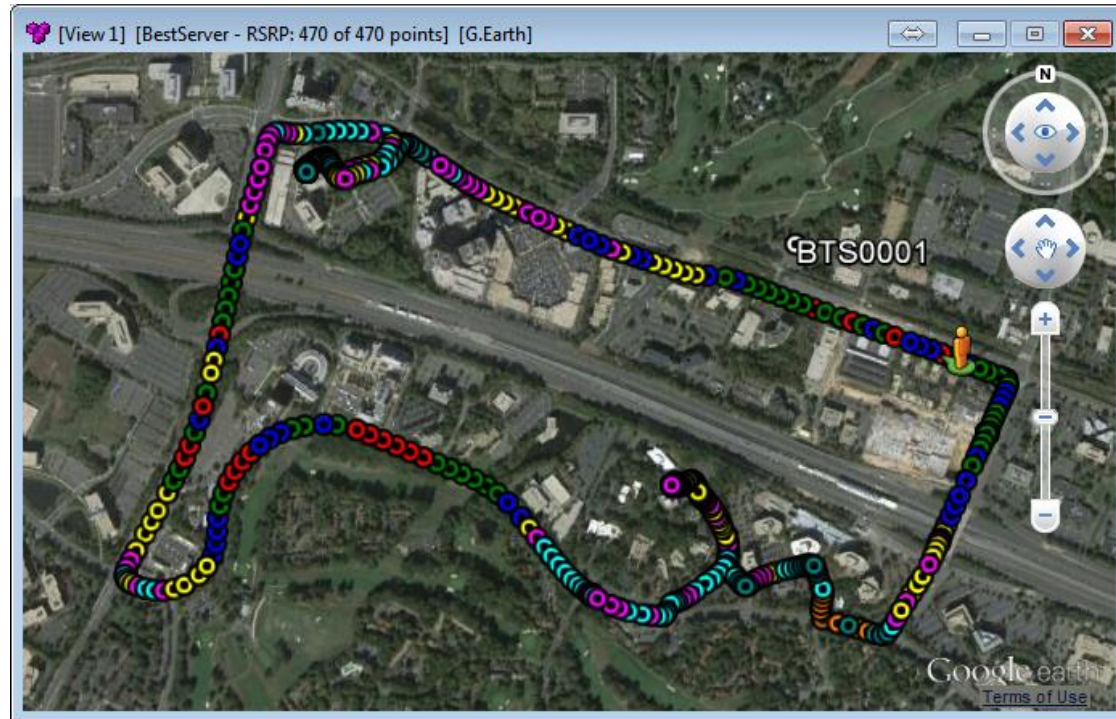 [View 1] [BestServer - RSRP: 470 of 470 points] [G.Earth]
N
BTS0001
Google earth
Terms of Use